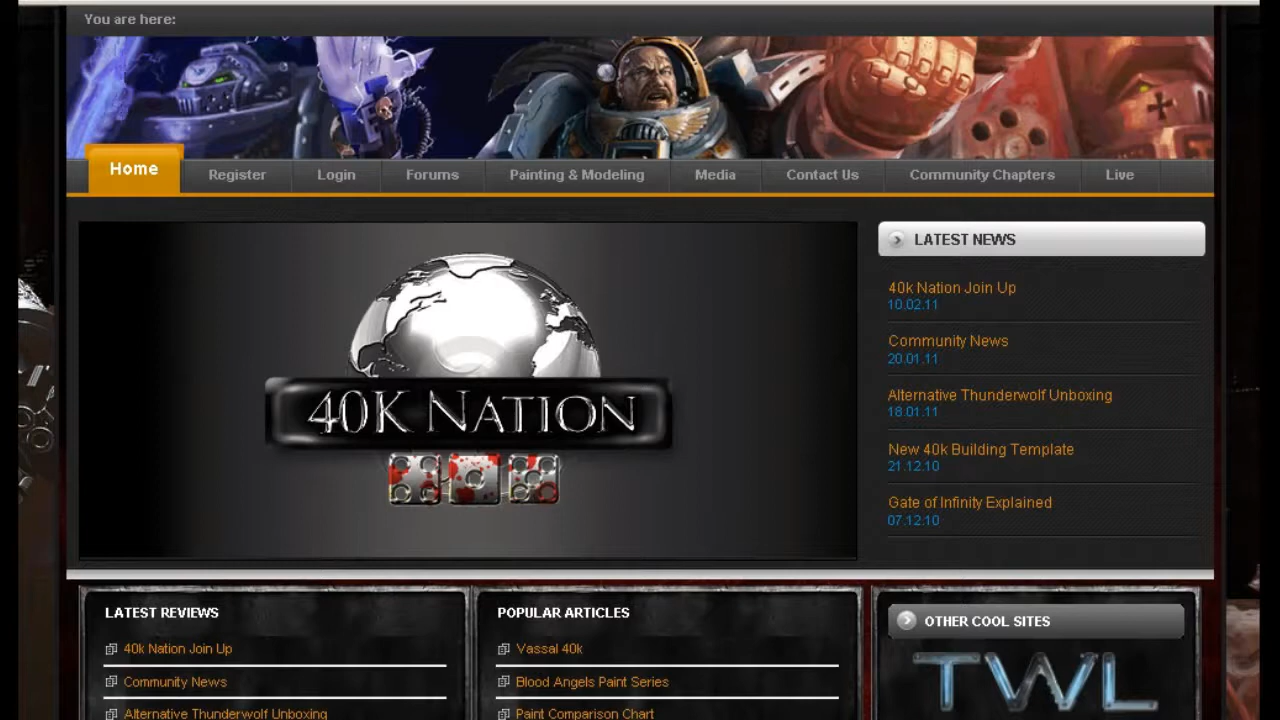 You are here:
Home
Register
Login
Forums
Painting & Modeling
Media
Contact Us
Community Chapters
Live
40K NATION
LATEST NEWS
40k Nation Join Up
10.02.11
Community News
20.01.11
Alternative Thunderwolf Unboxing
18.01.11
New 40k Building Template
21.12.10
Gate of Infinity Explained
07.12.10
LATEST REVIEWS
40k Nation Join Up
Community News
Alternative Thunderwolf Unboxing
POPULAR ARTICLES
Vassal 40k
Blood Angels Paint Series
Paint Comparison Chart
OTHER COOL SITES
TWL